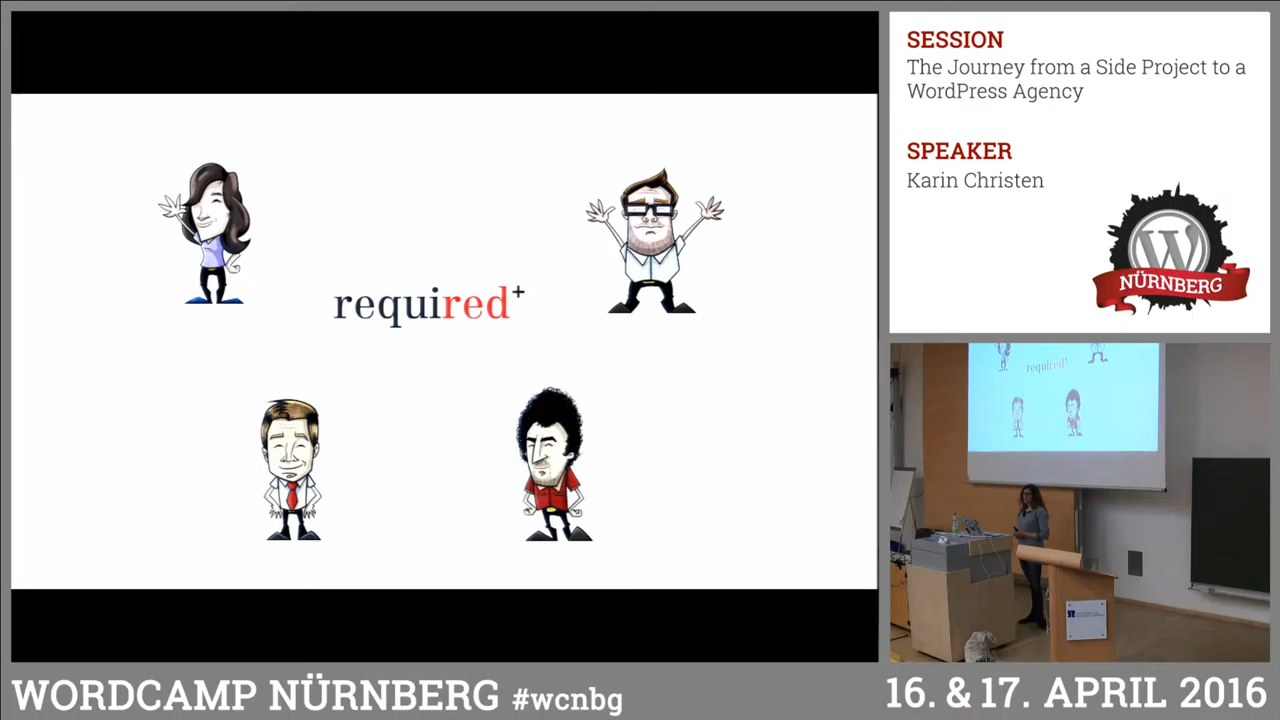 required+
SESSION
The Journey from a Side Project to a
WordPress Agency
SPEAKER
Karin Christen
W
NÜRNBERG
required+
WORDCAMP NÜRNBERG #wcnbg
16. & 17. APRIL 2016